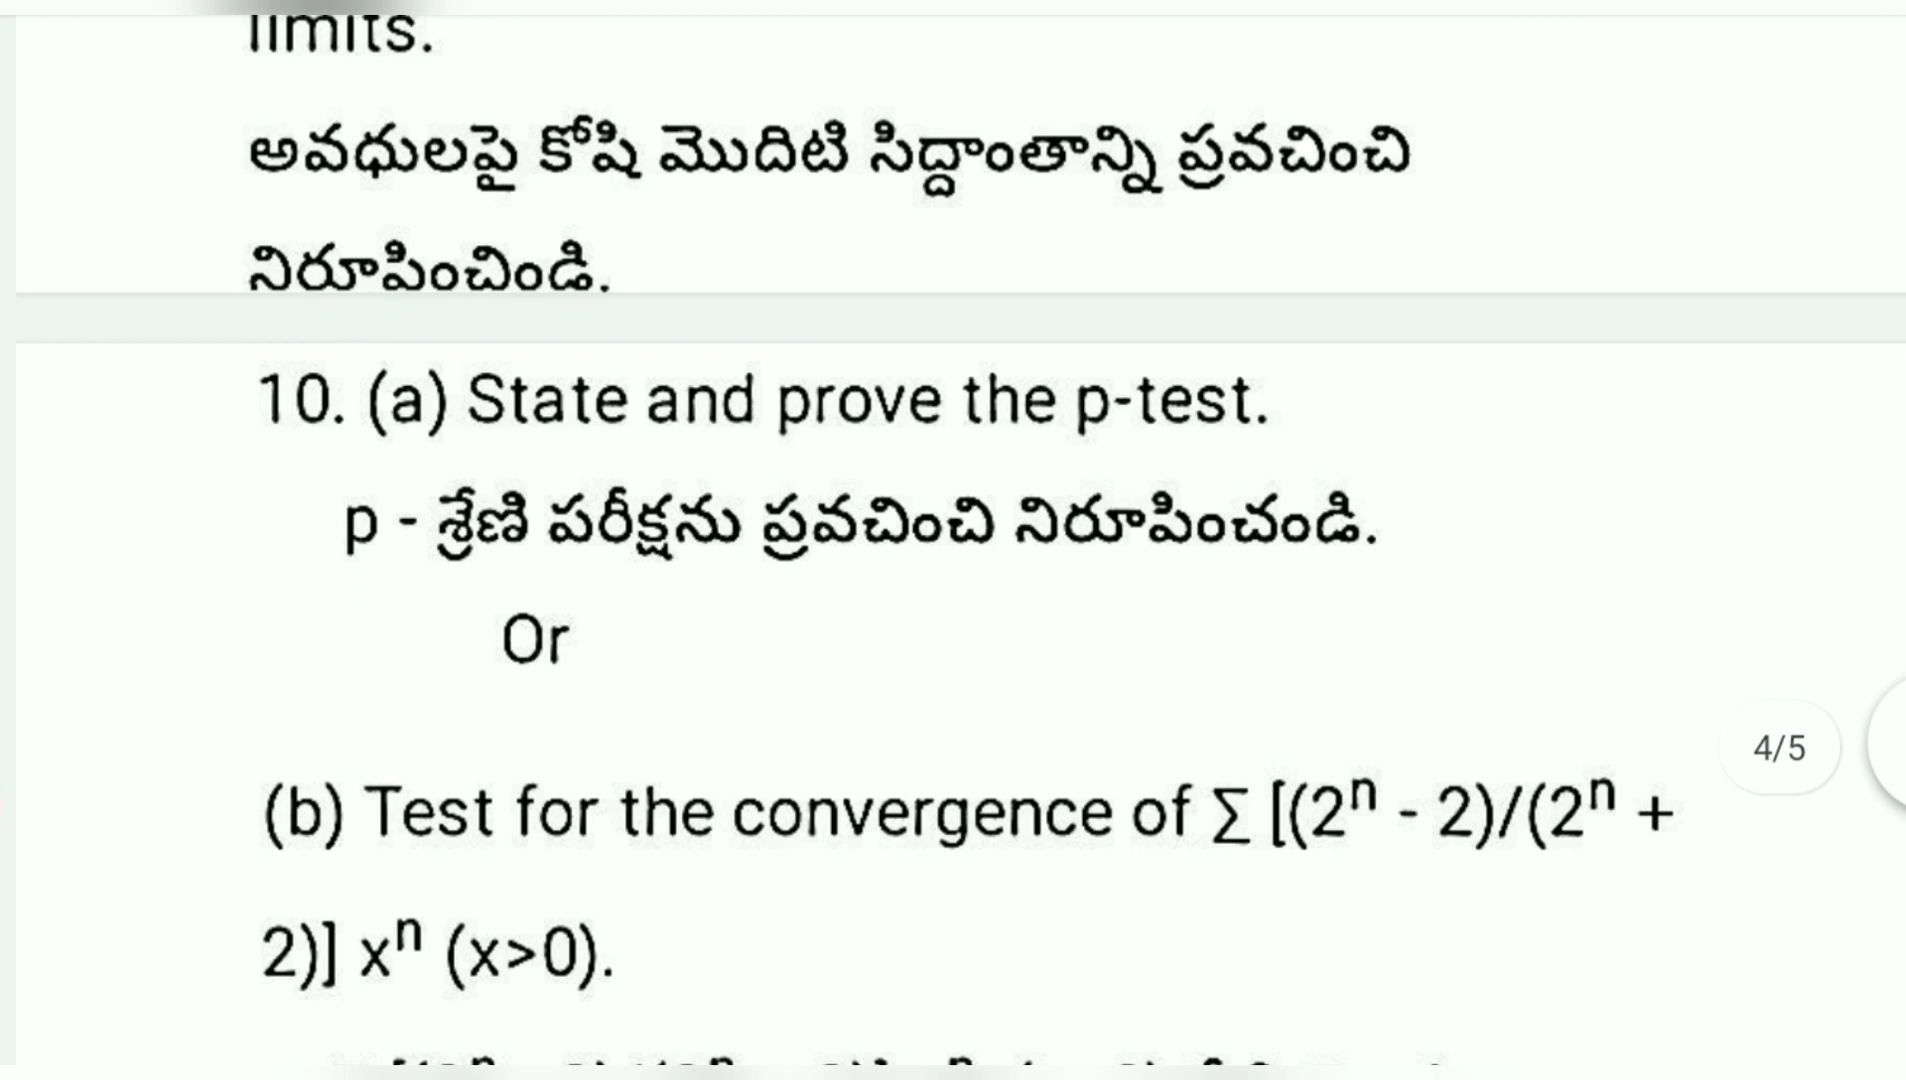 limits.
అవధులపై కోషి మొదిటి సిద్దాంతాన్ని ప్రవచించి
నిరూపించిండి.
10. (a) State and prove the p-test.
p - శ్రేణి పరీక్షను ప్రవచించి నిరూపించండి.
Or
4/5
(b) Test for the convergence of ∑ [(2ⁿ - 2)/(2ⁿ +
2)] xⁿ (x>0).